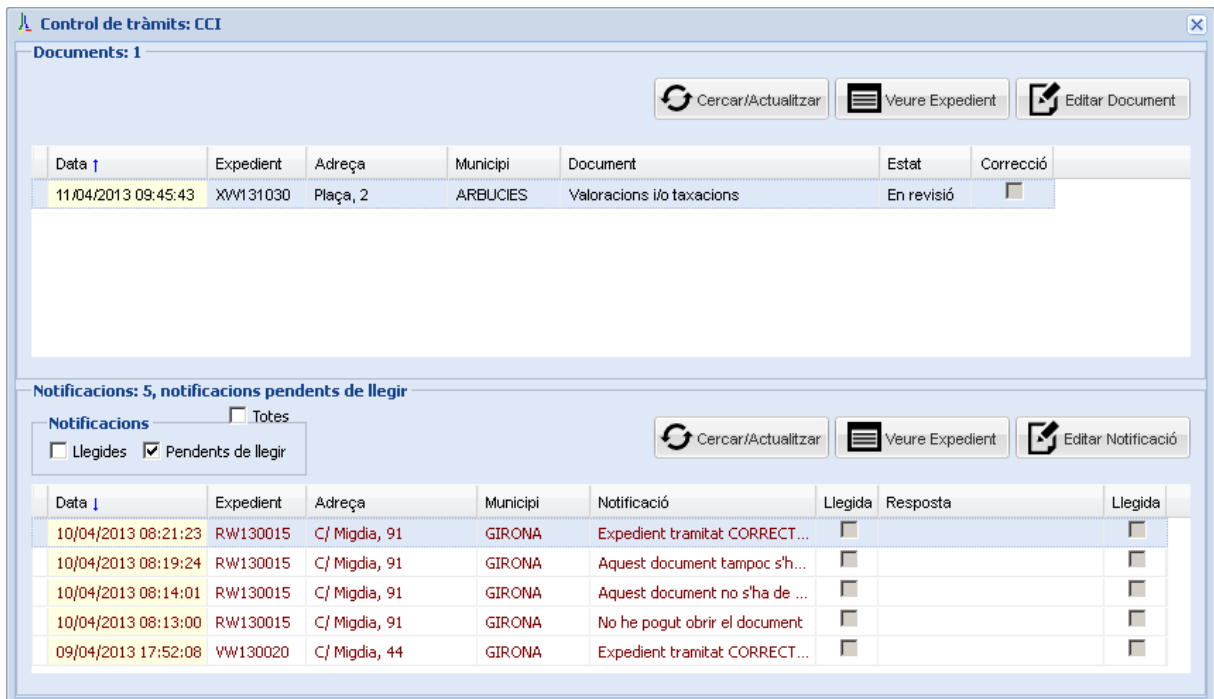 Control de tràmits: CCI
Documents: 1
Cercar/Actualitzar Veure Expedient Editar Document
Data ↑ Expedient Adreça Municipi Document Estat Correcció
11/04/2013 09:45:43 XW131030 Plaça, 2 ARBUCIES Valoracions i/o taxacions En revisió
Notificacions: 5, notificacions pendents de llegir
Notificacions Totes
Llegides Pendents de llegir
Cercar/Actualitzar Veure Expedient Editar Notificació
Data ↓ Expedient Adreça Municipi Notificació Llegida Resposta Llegida
10/04/2013 08:21:23 RW130015 C/ Migdia, 91 GIRONA Expedient tramitat CORRECT...
10/04/2013 08:19:24 RW130015 C/ Migdia, 91 GIRONA Aquest document tampoc s'h...
10/04/2013 08:14:01 RW130015 C/ Migdia, 91 GIRONA Aquest document no s'ha de ...
10/04/2013 08:13:00 RW130015 C/ Migdia, 91 GIRONA No he pogut obrir el document
09/04/2013 17:52:08 VW130020 C/ Migdia, 44 GIRONA Expedient tramitat CORRECT...